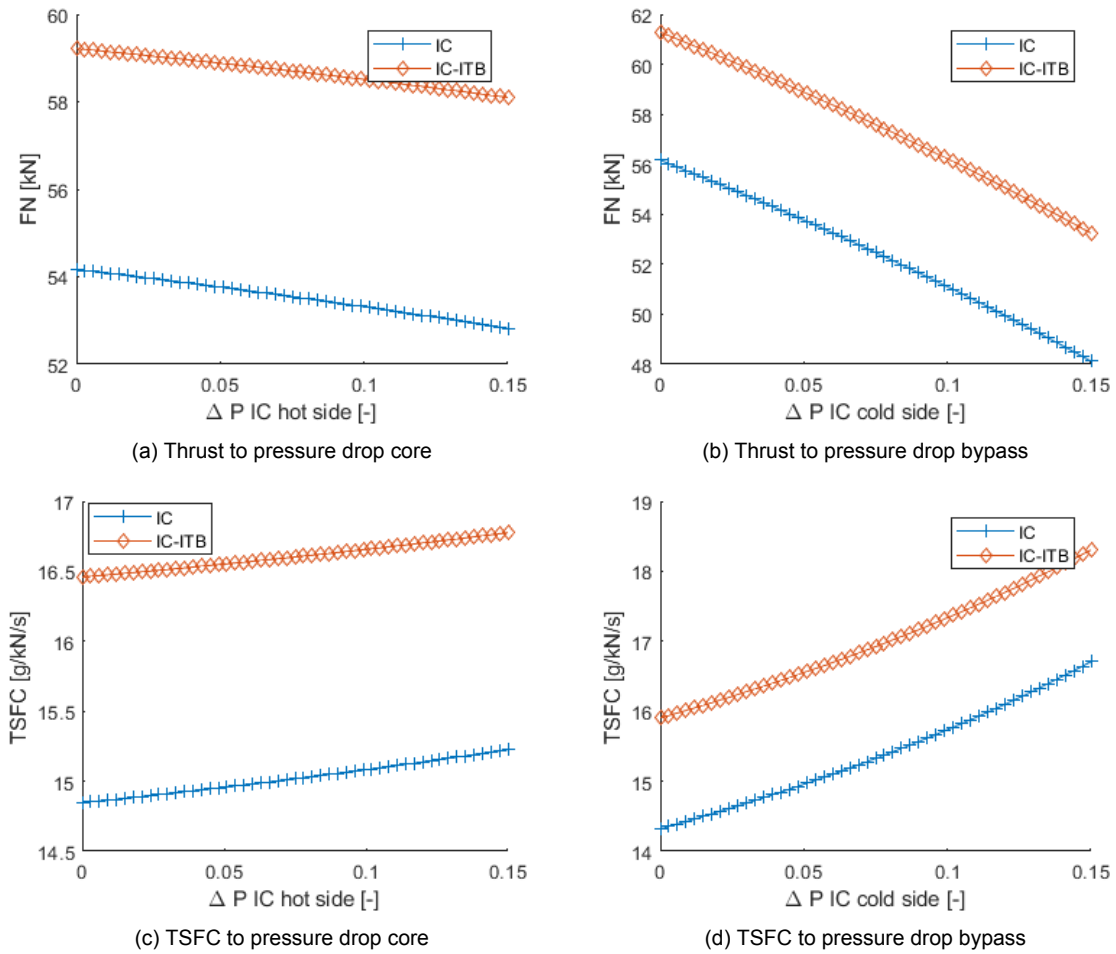 60
58
56
54
52
FN [kN]
IC
IC-ITB
0
0.05
0.1
0.15
Δ P IC hot side [-]
(a) Thrust to pressure drop core
62
60
58
56
54
52
50
48
FN [kN]
IC
IC-ITB
0
0.05
0.1
0.15
Δ P IC cold side [-]
(b) Thrust to pressure drop bypass
17
16.5
16
15.5
15
14.5
TSFC [g/kN/s]
IC
IC-ITB
0
0.05
0.1
0.15
Δ P IC hot side [-]
(c) TSFC to pressure drop core
19
18
17
16
15
14
TSFC [g/kN/s]
IC
IC-ITB
0
0.05
0.1
0.15
Δ P IC cold side [-]
(d) TSFC to pressure drop bypass